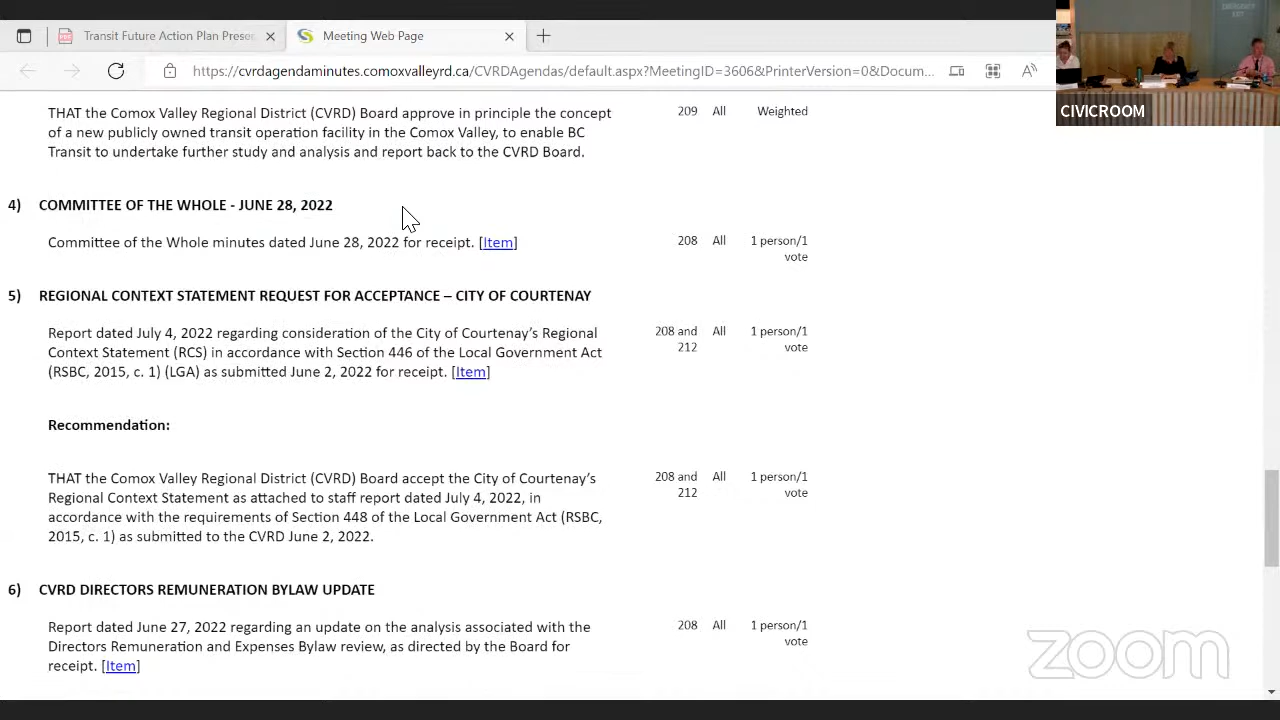 Transit Future Action Plan Prese
Meeting Web Page
https://cvrdagendaminutes.comoxvalleyrd.ca/CVRDAgendas/default.aspx?MeetingID=3606&PrinterVersion=0&Docum...
CIVICROOM
THAT the Comox Valley Regional District (CVRD) Board approve in principle the concept 209 All Weighted
of a new publicly owned transit operation facility in the Comox Valley, to enable BC
Transit to undertake further study and analysis and report back to the CVRD Board.
4) COMMITTEE OF THE WHOLE - JUNE 28, 2022
Committee of the Whole minutes dated June 28, 2022 for receipt. [Item] 208 All 1 person/1
vote
5) REGIONAL CONTEXT STATEMENT REQUEST FOR ACCEPTANCE – CITY OF COURTENAY
Report dated July 4, 2022 regarding consideration of the City of Courtenay's Regional 208 and All 1 person/1
Context Statement (RCS) in accordance with Section 446 of the Local Government Act 212 vote
(RSBC, 2015, c. 1) (LGA) as submitted June 2, 2022 for receipt. [Item]
Recommendation:
THAT the Comox Valley Regional District (CVRD) Board accept the City of Courtenay's 208 and All 1 person/1
Regional Context Statement as attached to staff report dated July 4, 2022, in 212 vote
accordance with the requirements of Section 448 of the Local Government Act (RSBC,
2015, c. 1) as submitted to the CVRD June 2, 2022.
6) CVRD DIRECTORS REMUNERATION BYLAW UPDATE
Report dated June 27, 2022 regarding an update on the analysis associated with the 208 All 1 person/1
Directors Remuneration and Expenses Bylaw review, as directed by the Board for vote
receipt. [Item]
zoom